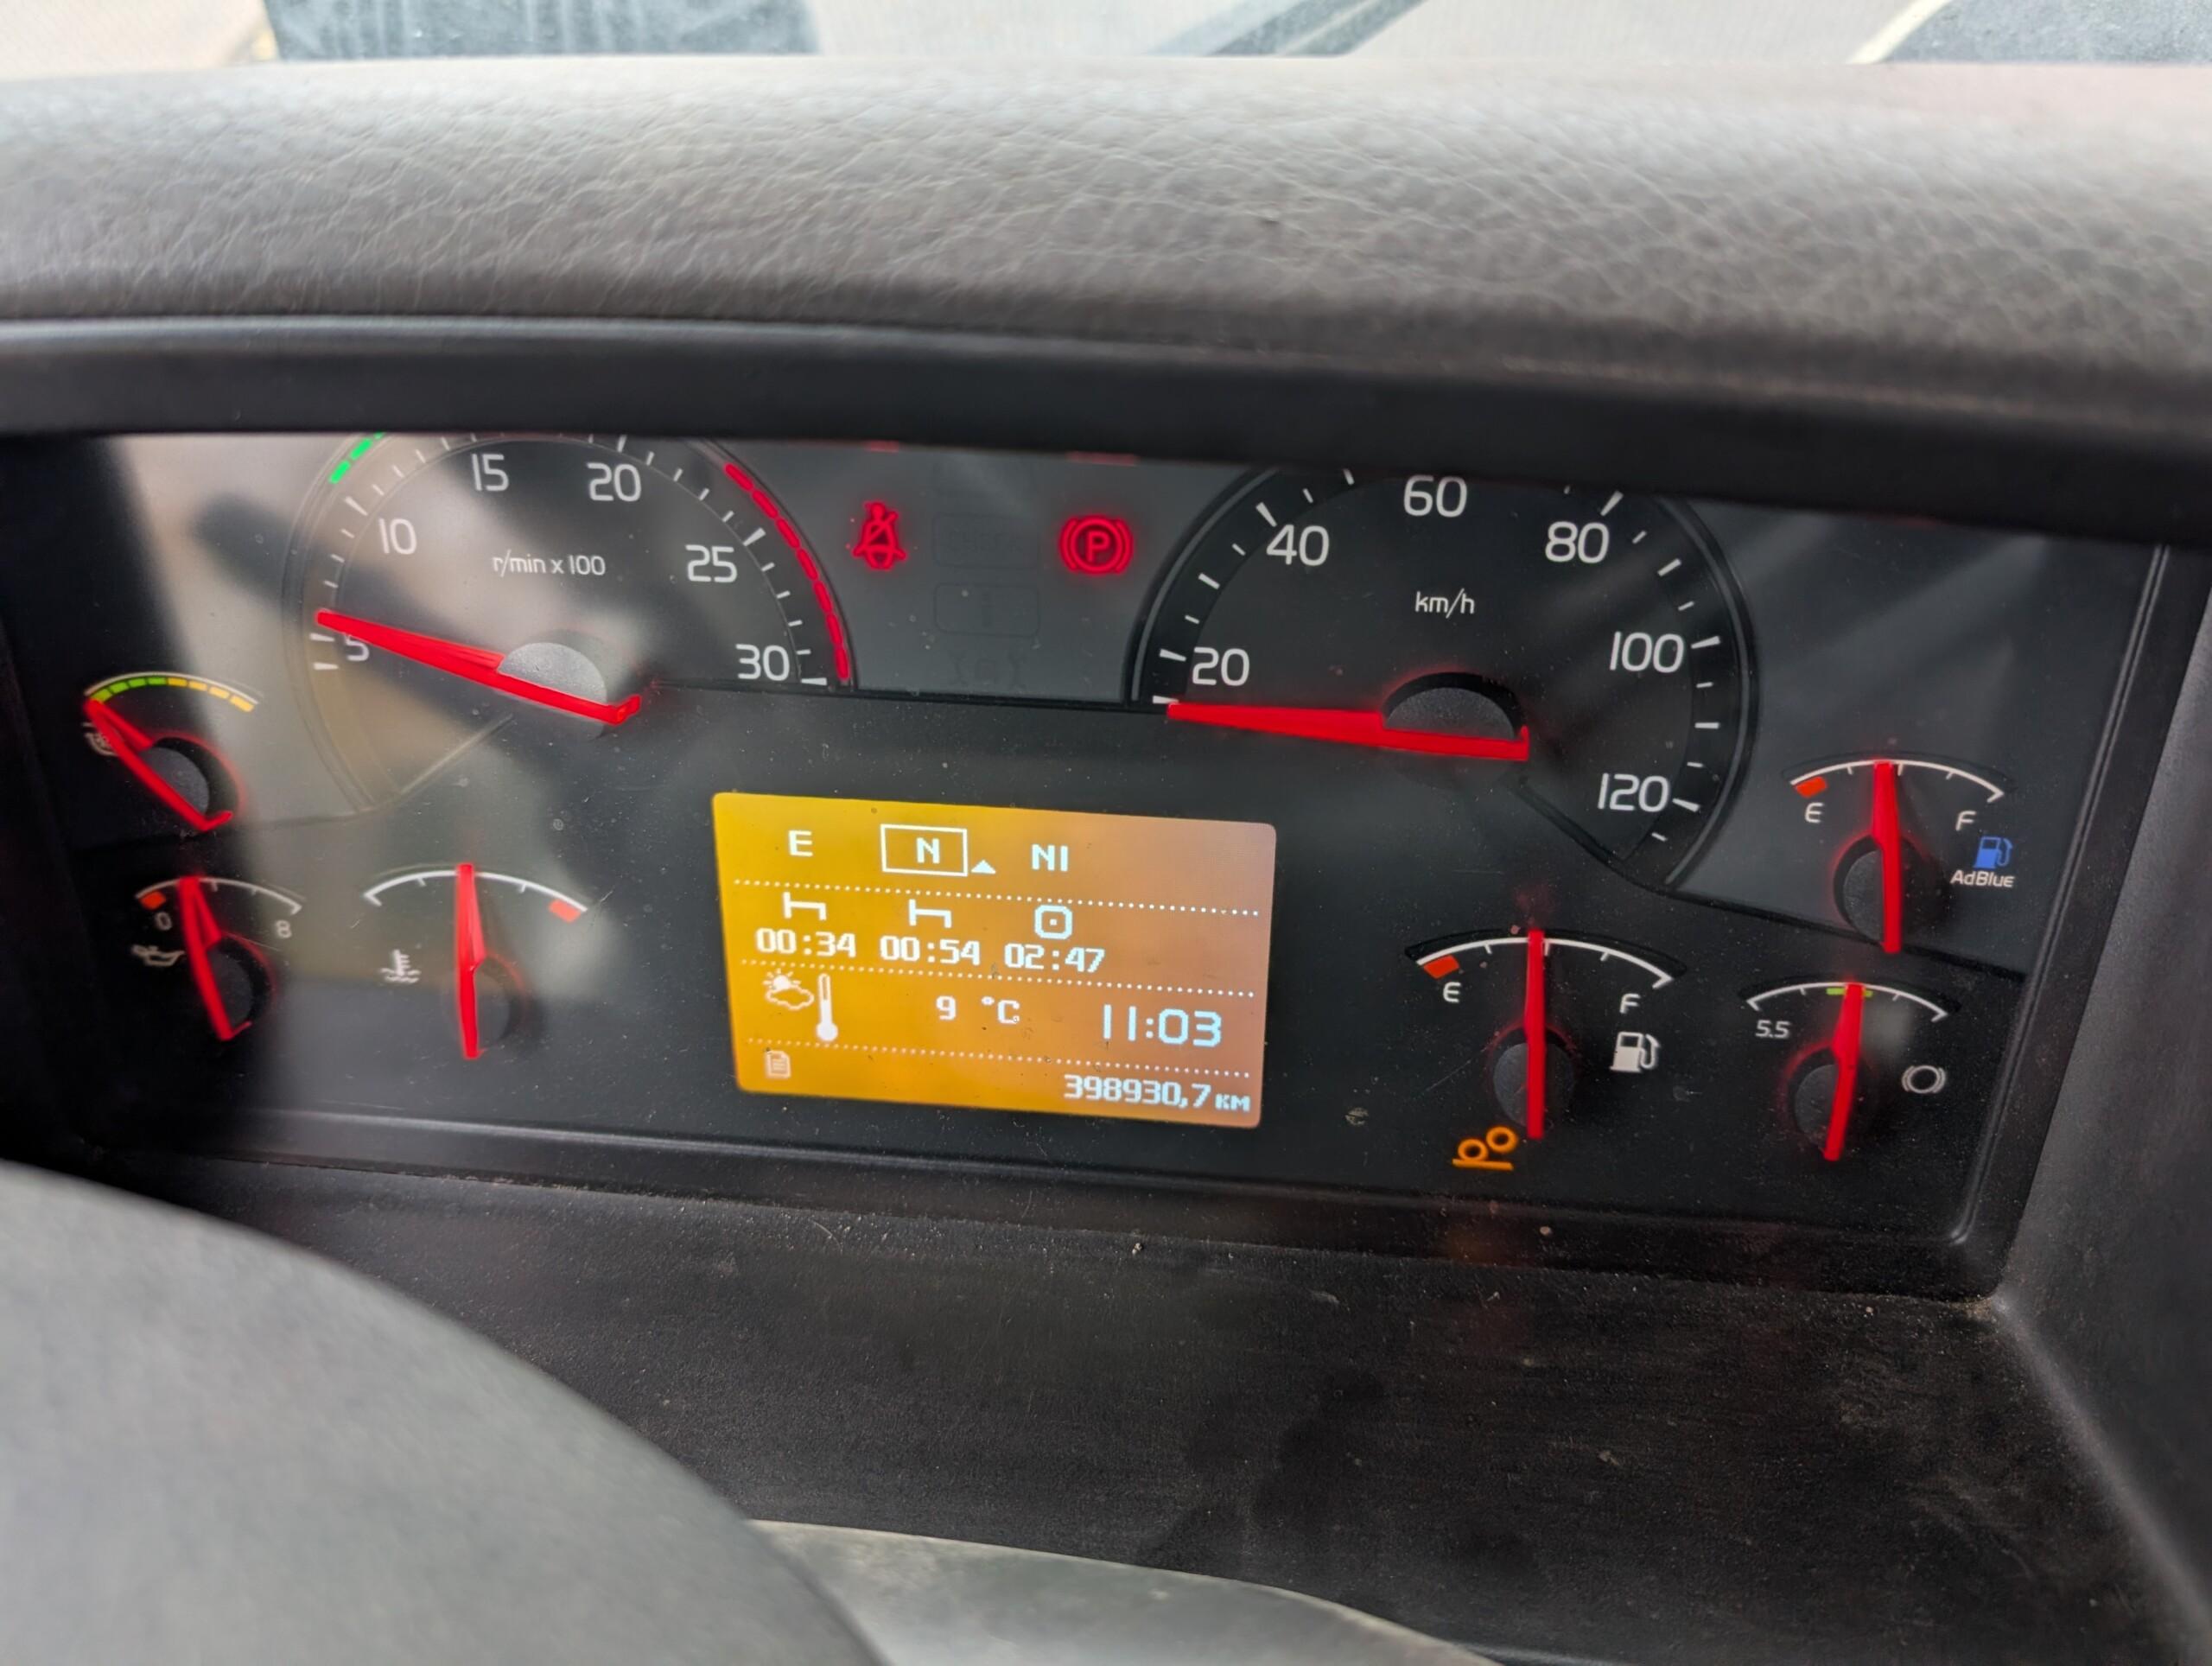 15 20
10 25
r/min x 100
5 30
P
60
40 80
km/h
20 100
120
E N NI
00:34 00:54 02:47
9 °C 11:03
398930,7 KM
0 8
E F
AdBlue
E F
5.5